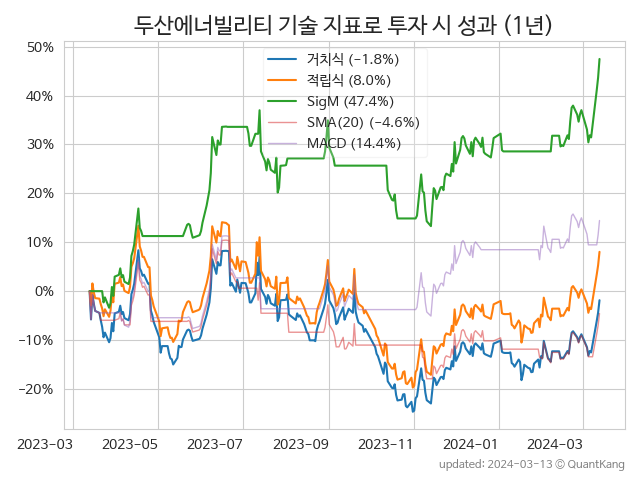 두산에너빌리티 기술 지표로 투자 시 성과 (1년)
50%
40%
30%
20%
10%
0%
−10%
−20%
거치식 (−1.8%)
적립식 (8.0%)
SigM (47.4%)
SMA(20) (−4.6%)
MACD (14.4%)
2023-03 2023-05 2023-07 2023-09 2023-11 2024-01 2024-03
updated: 2024-03-13 ⓒ QuantKang